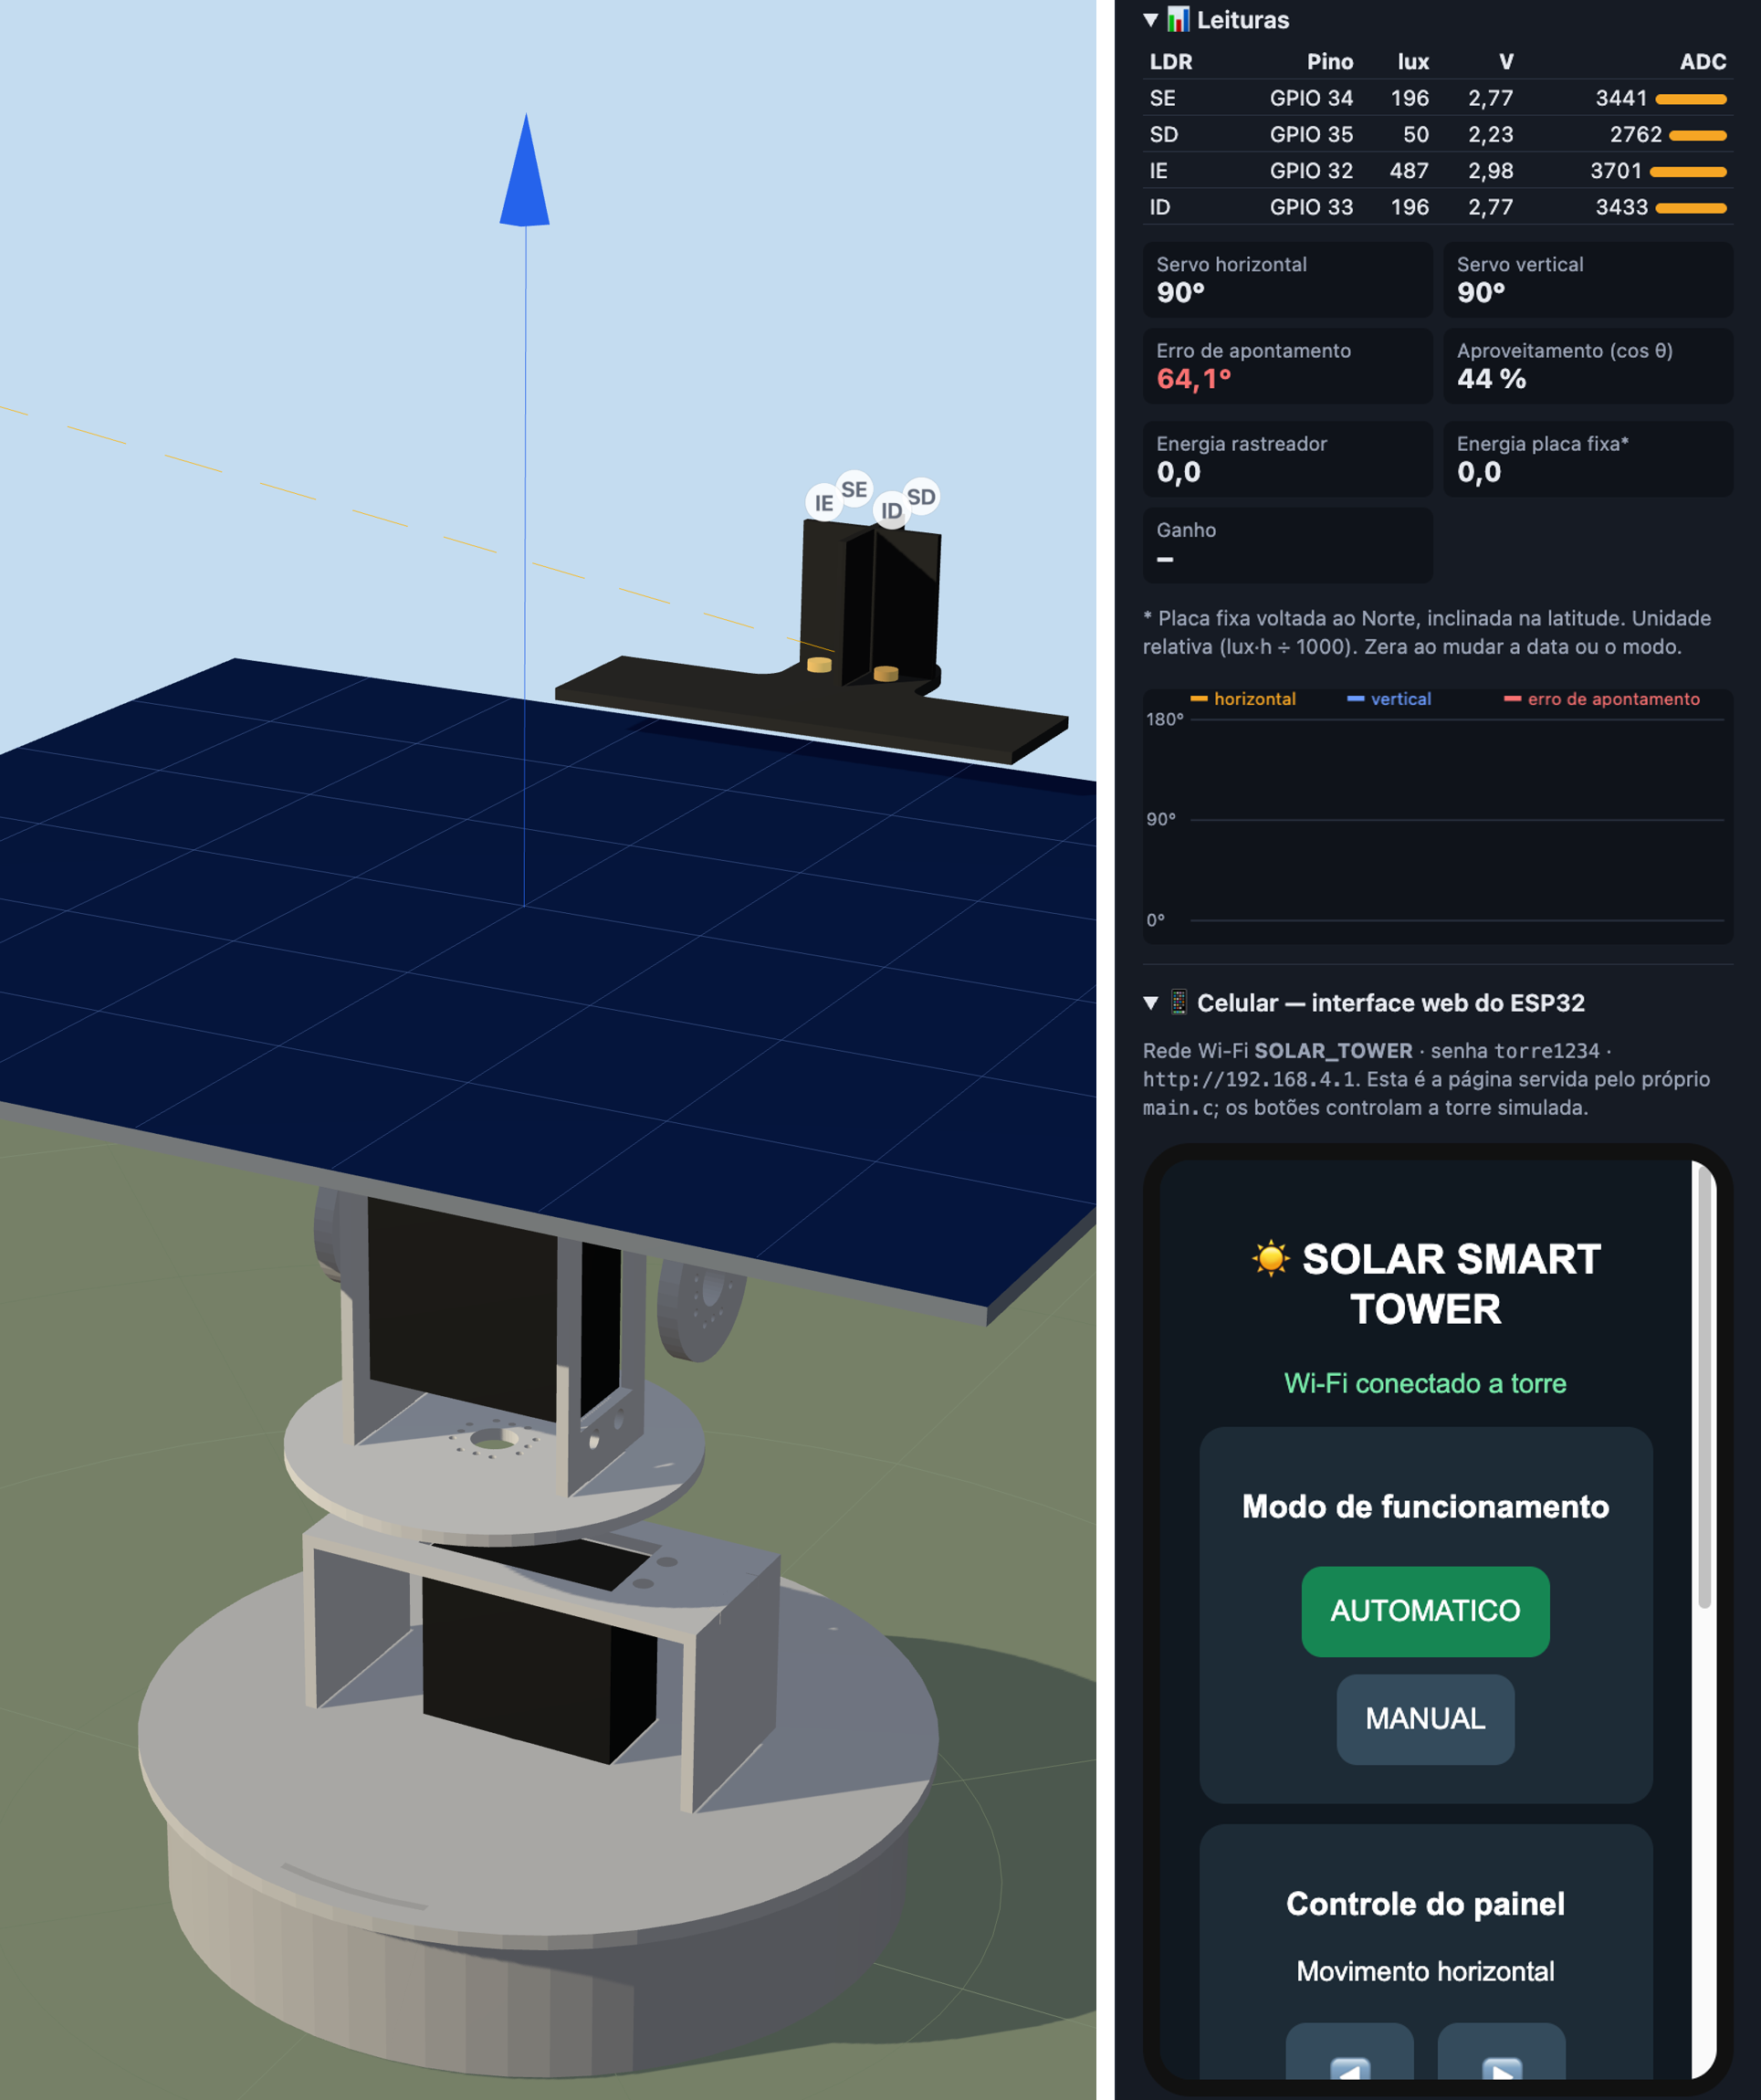 IE
SE
ID
SD
▼ 📊 Leituras
LDR Pino lux V ADC
SE GPIO 34 196 2,77 3441
SD GPIO 35 50 2,23 2762
IE GPIO 32 487 2,98 3701
ID GPIO 33 196 2,77 3433
Servo horizontal
90°
Servo vertical
90°
Erro de apontamento
64,1°
Aproveitamento (cos θ)
44 %
Energia rastreador
0,0
Energia placa fixa*
0,0
Ganho
–
* Placa fixa voltada ao Norte, inclinada na latitude. Unidade
relativa (lux·h ÷ 1000). Zera ao mudar a data ou o modo.
horizontal vertical erro de apontamento
180°
90°
0°
▼ 📱 Celular — interface web do ESP32
Rede Wi-Fi SOLAR_TOWER · senha torre1234 ·
http://192.168.4.1. Esta é a página servida pelo próprio
main.c; os botões controlam a torre simulada.
☀️ SOLAR SMART
TOWER
Wi-Fi conectado a torre
Modo de funcionamento
AUTOMATICO
MANUAL
Controle do painel
Movimento horizontal